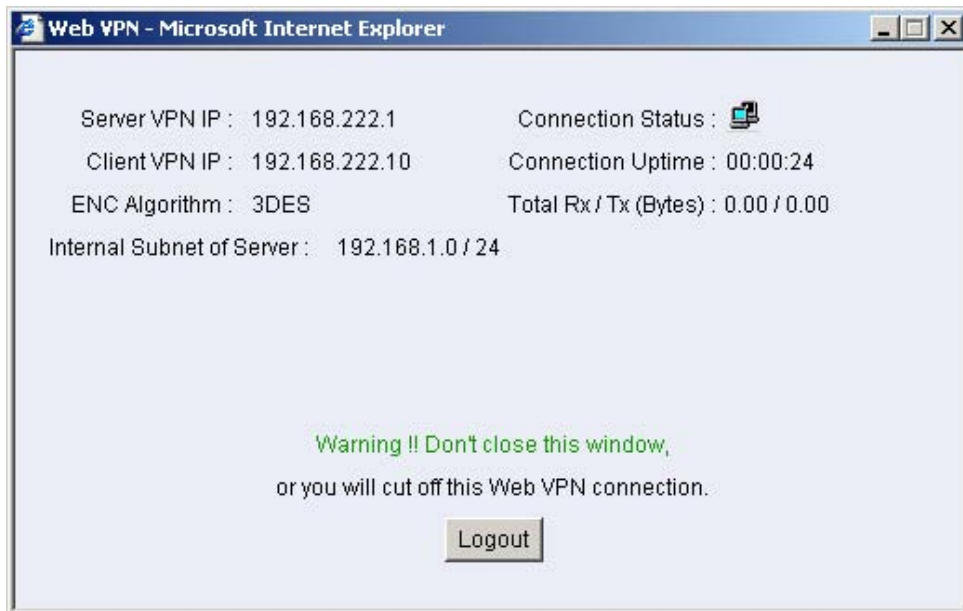 Web VPN - Microsoft Internet Explorer
Server VPN IP : 192.168.222.1
Connection Status :
Client VPN IP : 192.168.222.10
Connection Uptime : 00:00:24
ENC Algorithm : 3DES
Total Rx / Tx (Bytes) : 0.00 / 0.00
Internal Subnet of Server : 192.168.1.0 / 24
Warning !! Don't close this window,
or you will cut off this Web VPN connection.
Logout